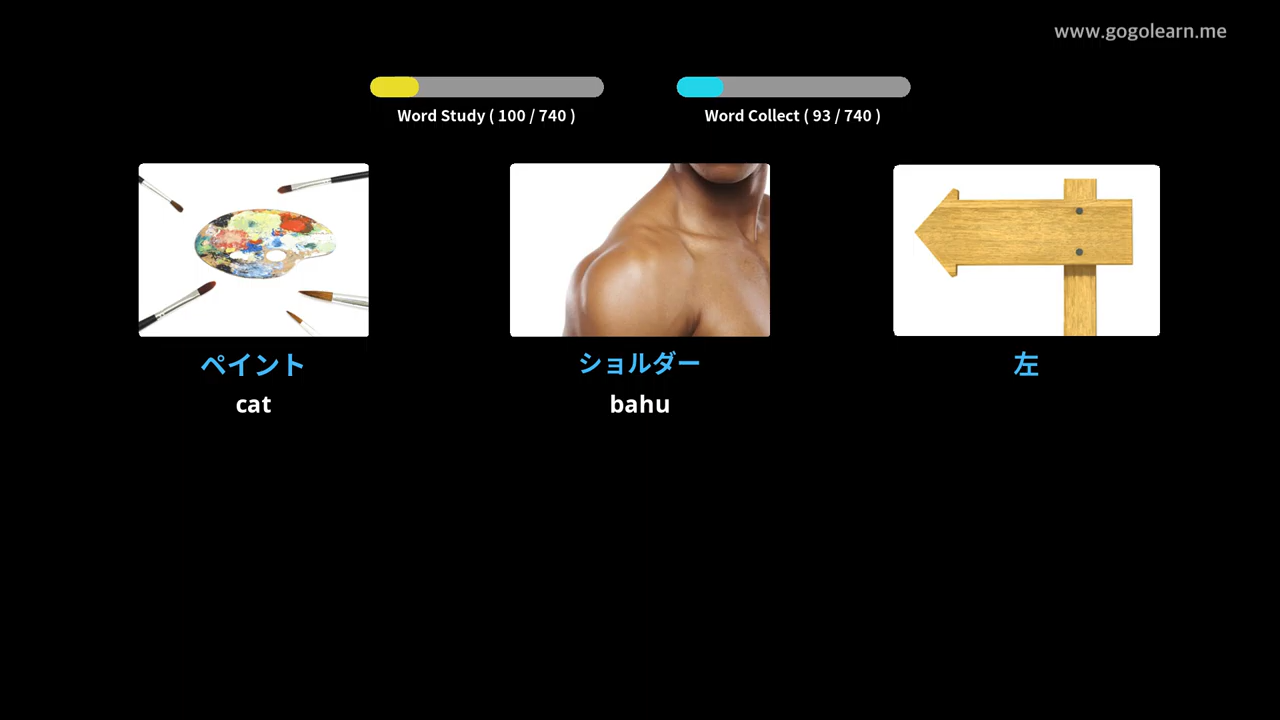 www.gogolearn.me
Word Study ( 100 / 740 )
Word Collect ( 93 / 740 )
ペイント
cat
ショルダー
bahu
左